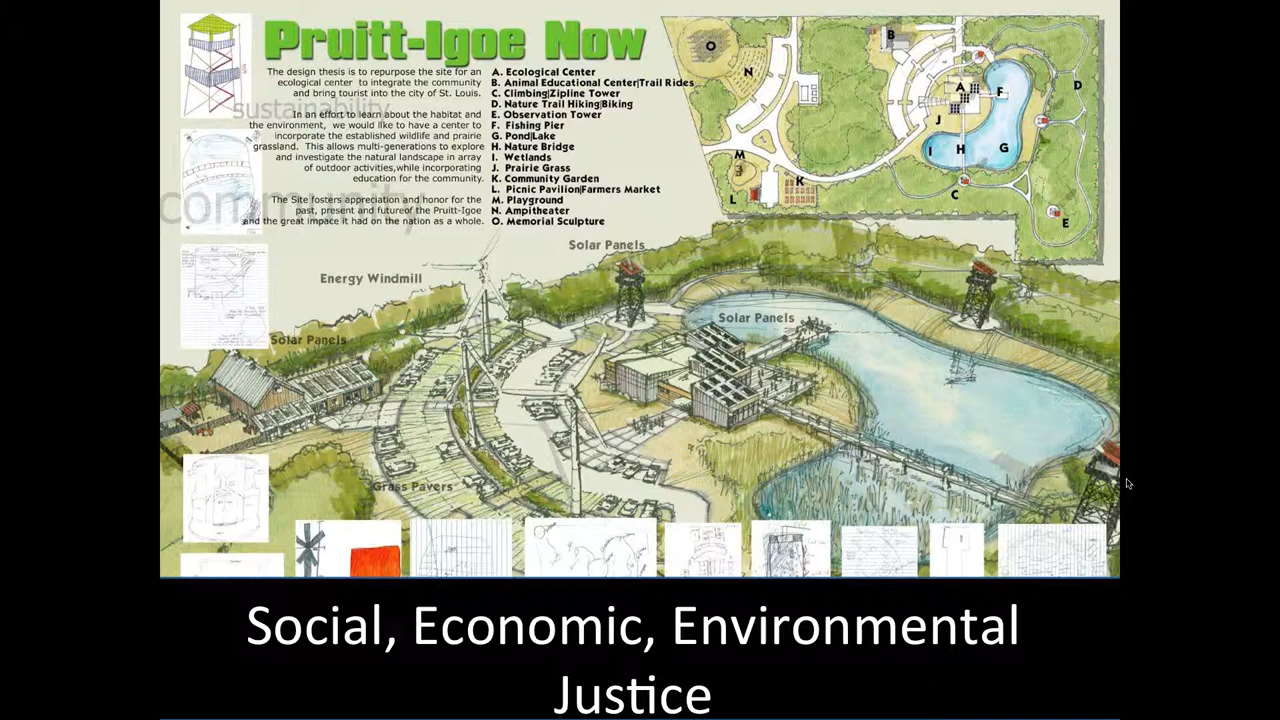 Pruitt-Igoe Now
The design thesis is to repurpose the site for an
ecological center to integrate the community
and bring tourist into the city of St. Louis.
sustainability
In an effort to learn about the habitat and
the environment, we would like to have a center to
incorporate the established wildlife and prairie
grassland. This allows multi-generations to explore
and investigate the natural landscape in array
of outdoor activities,while incorporating
education for the community.
community
The Site fosters appreciation and honor for the
past, present and futureof the Pruitt-Igoe
and the great impace it had on the nation as a whole.
A. Ecological Center
B. Animal Educational Center|Trail Rides
C. Climbing|Zipline Tower
D. Nature Trail Hiking|Biking
E. Observation Tower
F. Fishing Pier
G. Pond|Lake
H. Nature Bridge
I. Wetlands
J. Prairie Grass
K. Community Garden
L. Picnic Pavilion|Farmers Market
M. Playground
N. Ampitheater
O. Memorial Sculpture
O
B
N
A
F
D
J
M
I
H
G
K
C
L
E
Solar Panels
Energy Windmill
Solar Panels
Solar Panels
Grass Pavers
Social, Economic, Environmental
Justice